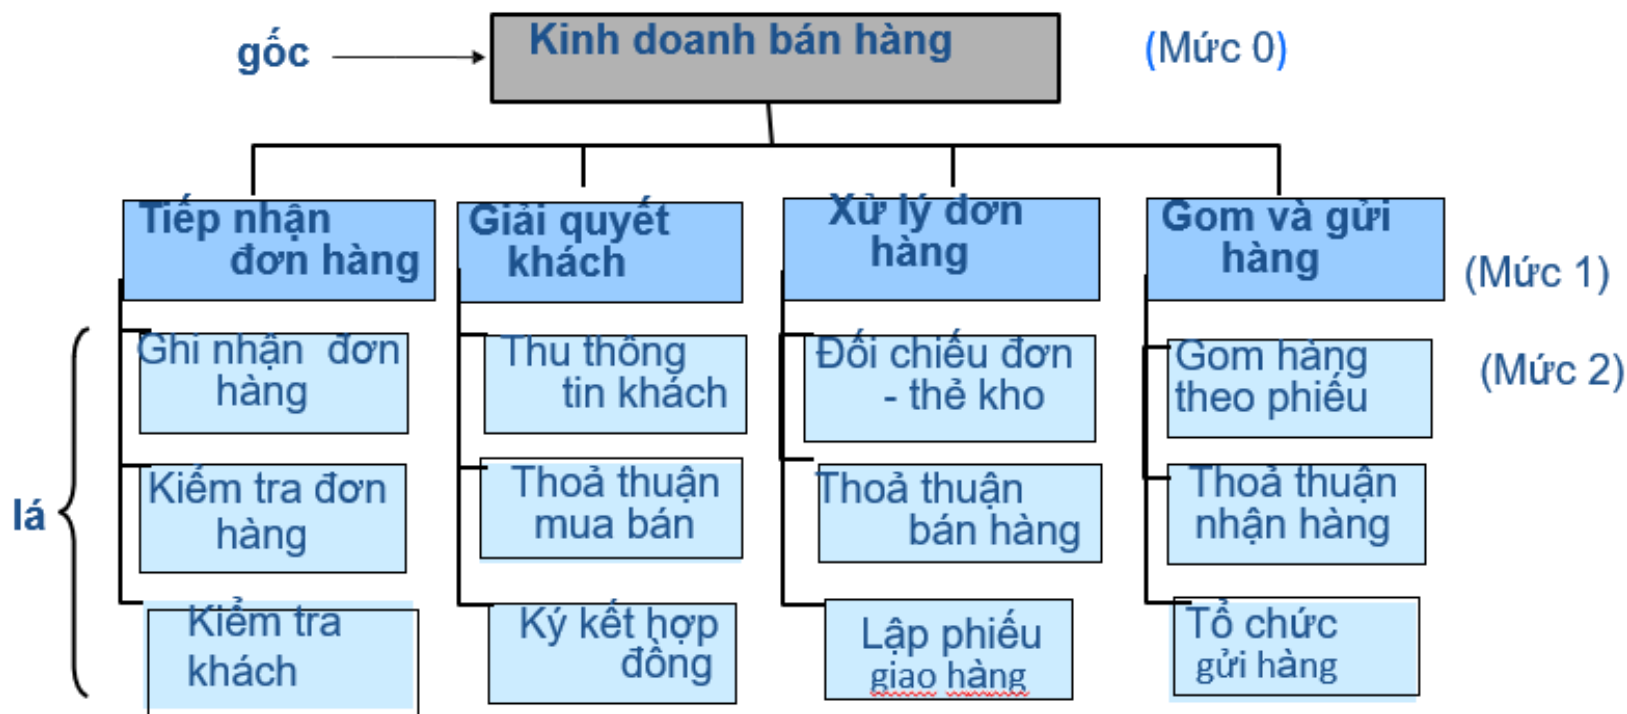 gốc
Kinh doanh bán hàng
(Mức 0)
Tiếp nhận
đơn hàng
Giải quyết
khách
Xử lý dơn
hàng
Gom và gửi
hàng
(Mức 1)
lá
Ghi nhận đơn
hàng
Thu thông
tin khách
Đối chiếu đơn
- thẻ kho
Gom hàng
theo phiếu
(Mức 2)
Kiểm tra đơn
hàng
Thoả thuận
mua bán
Thoả thuận
bán hàng
Thoả thuận
nhận hàng
Kiểm tra
khách
Ký kết hợp
đồng
Lập phiếu
giao hàng
Tổ chức
gửi hàng